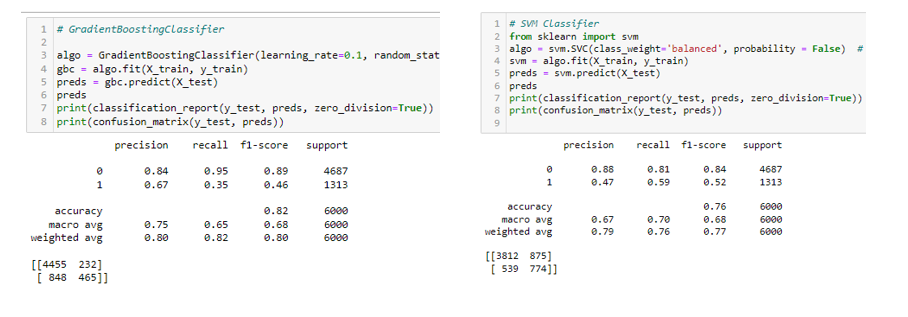 1 # GradientBoostingClassifier
2
3 algo = GradientBoostingClassifier(learning_rate=0.1, random_stat
4 gbc = algo.fit(X_train, y_train)
5 preds = gbc.predict(X_test)
6 preds
7 print(classification_report(y_test, preds, zero_division=True))
8 print(confusion_matrix(y_test, preds))
precision recall f1-score support
0 0.84 0.95 0.89 4687
1 0.67 0.35 0.46 1313
accuracy 0.82 6000
macro avg 0.75 0.65 0.68 6000
weighted avg 0.80 0.82 0.80 6000
[[4455 232]
[ 848 465]]
1 # SVM Classifier
2 from sklearn import svm
3 algo = svm.SVC(class_weight='balanced', probability = False) #
4 svm = algo.fit(X_train, y_train)
5 preds = svm.predict(X_test)
6 preds
7 print(classification_report(y_test, preds, zero_division=True))
8 print(confusion_matrix(y_test, preds))
9
precision recall f1-score support
0 0.88 0.81 0.84 4687
1 0.47 0.59 0.52 1313
accuracy 0.76 6000
macro avg 0.67 0.70 0.68 6000
weighted avg 0.79 0.76 0.77 6000
[[3812 875]
[ 539 774]]